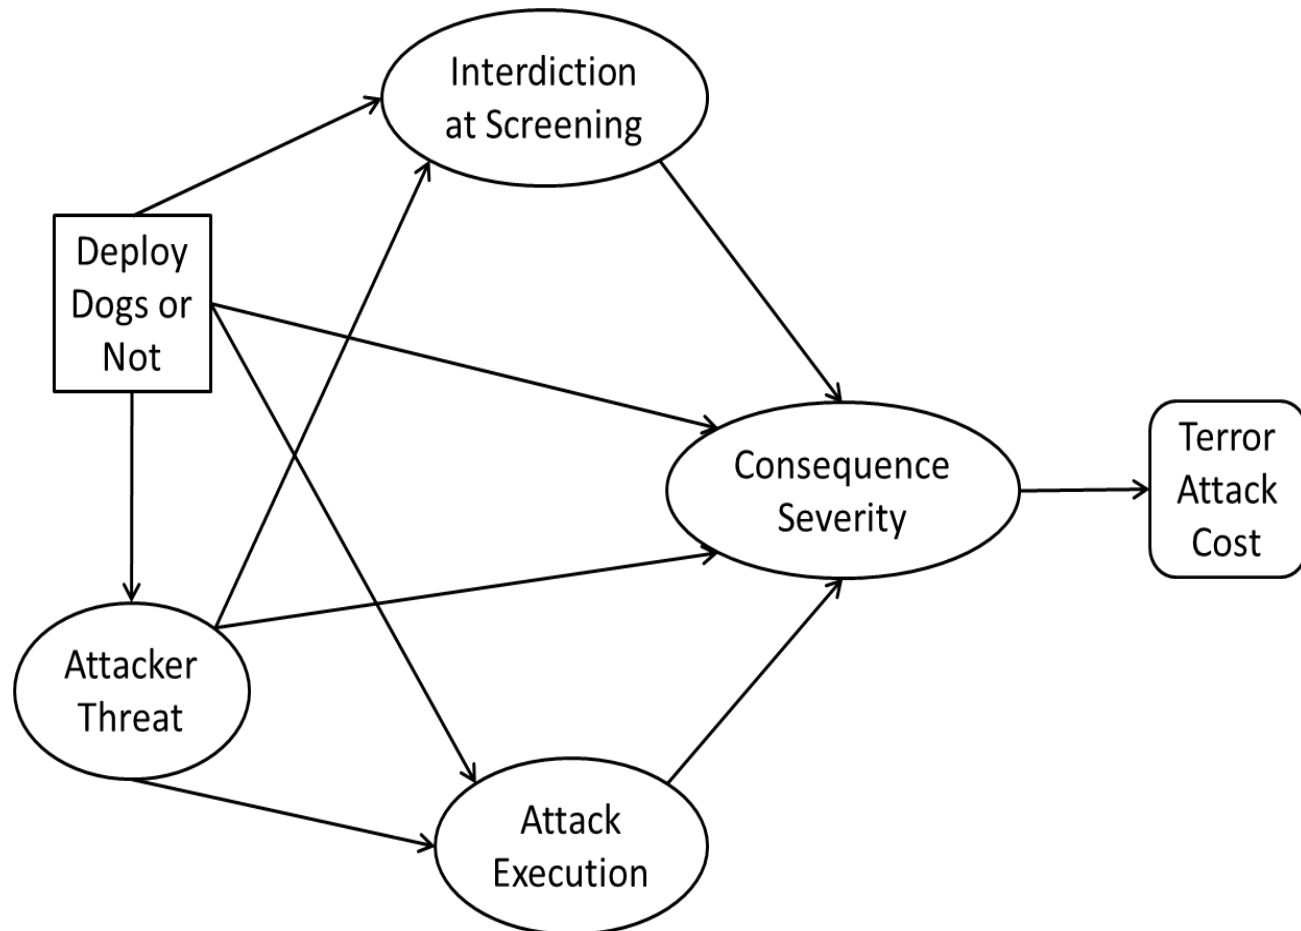 Interdiction
at Screening
Deploy
Dogs or
Not
Consequence
Severity
Terror
Attack
Cost
Attacker
Threat
Attack
Execution